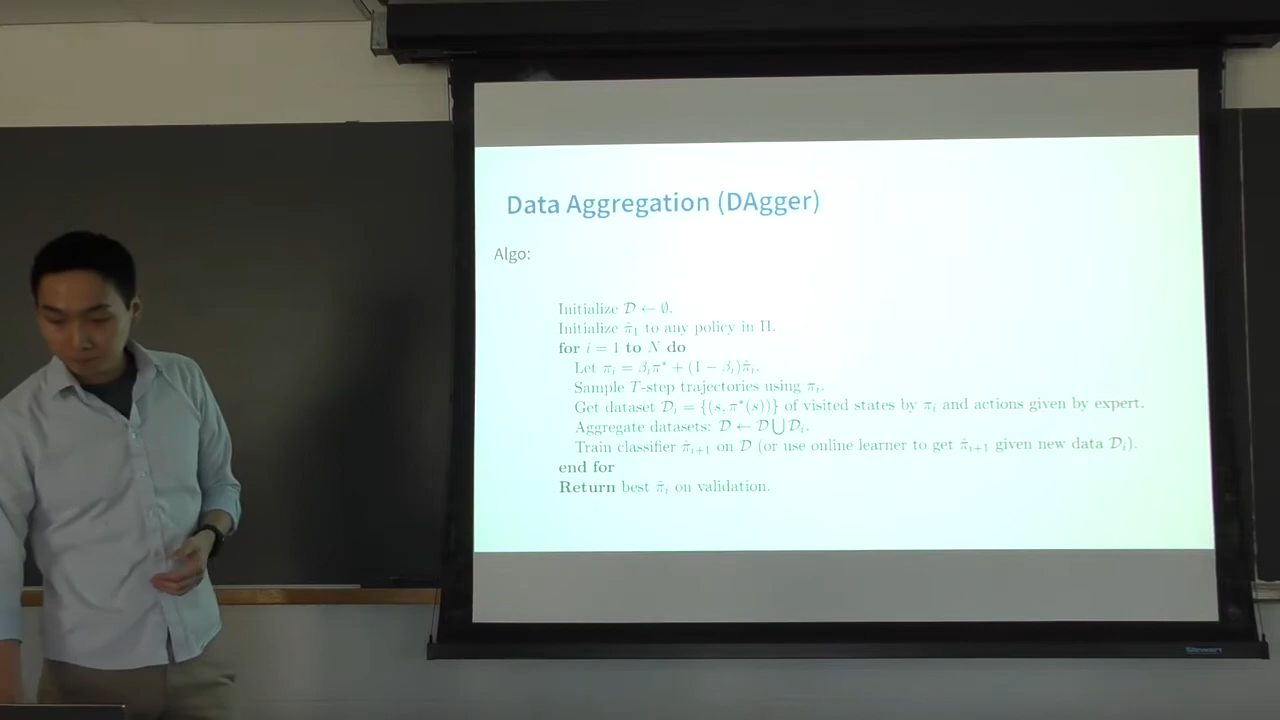 Data Aggregation (DAgger)
Algo:
Initialize 𝒟 ← ∅.
Initialize π̂₁ to any policy in Π.
for i = 1 to N do
Let πᵢ = βᵢπ* + (1 − βᵢ)π̂ᵢ.
Sample T-step trajectories using πᵢ.
Get dataset 𝒟ᵢ = {(s, π*(s))} of visited states by πᵢ and actions given by expert.
Aggregate datasets: 𝒟 ← 𝒟 ⋃ 𝒟ᵢ.
Train classifier π̂ᵢ₊₁ on 𝒟 (or use online learner to get π̂ᵢ₊₁ given new data 𝒟ᵢ).
end for
Return best π̂ᵢ on validation.
Stewart